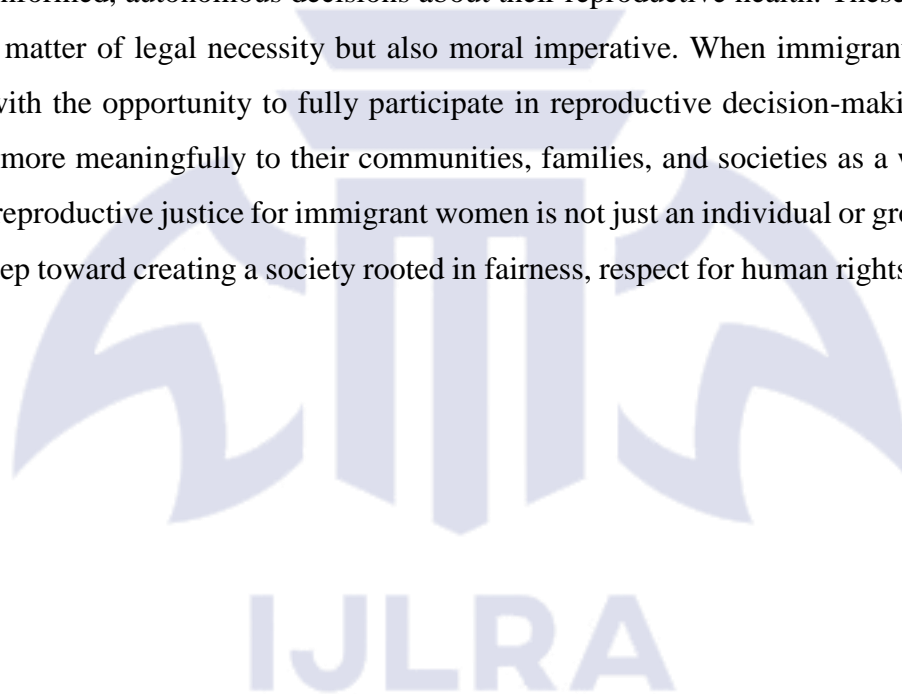 informed, autonomous decisions about their reproductive health. These
matter of legal necessity but also moral imperative. When immigrant
with the opportunity to fully participate in reproductive decision-maki
more meaningfully to their communities, families, and societies as a
reproductive justice for immigrant women is not just an individual or
ep toward creating a society rooted in fairness, respect for human rights
IJLRA